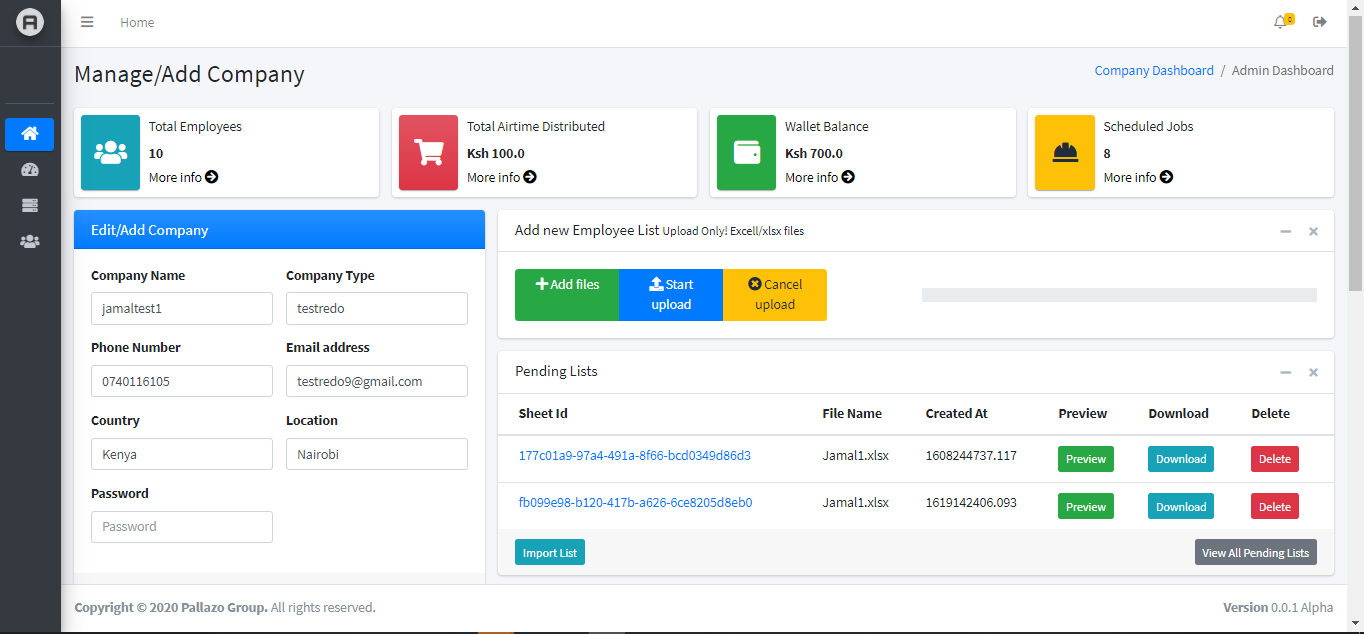 A
Home
0
Manage/Add Company
Company Dashboard / Admin Dashboard
Total Employees
10
More info
Total Airtime Distributed
Ksh 100.0
More info
Wallet Balance
Ksh 700.0
More info
Scheduled Jobs
8
More info
Edit/Add Company
Company Name Company Type
jamaltest1 testredo
Phone Number Email address
0740116105 testredo9@gmail.com
Country Location
Kenya Nairobi
Password
Password
Add new Employee List Upload Only! Excell/xlsx files
Add files
Start
upload
Cancel
upload
Pending Lists
Sheet Id File Name Created At Preview Download Delete
177c01a9-97a4-491a-8f66-bcd0349d86d3 Jamal1.xlsx 1608244737.117 Preview Download Delete
fb099e98-b120-417b-a626-6ce8205d8eb0 Jamal1.xlsx 1619142406.093 Preview Download Delete
Import List View All Pending Lists
Copyright © 2020 Pallazo Group. All rights reserved. Version 0.0.1 Alpha